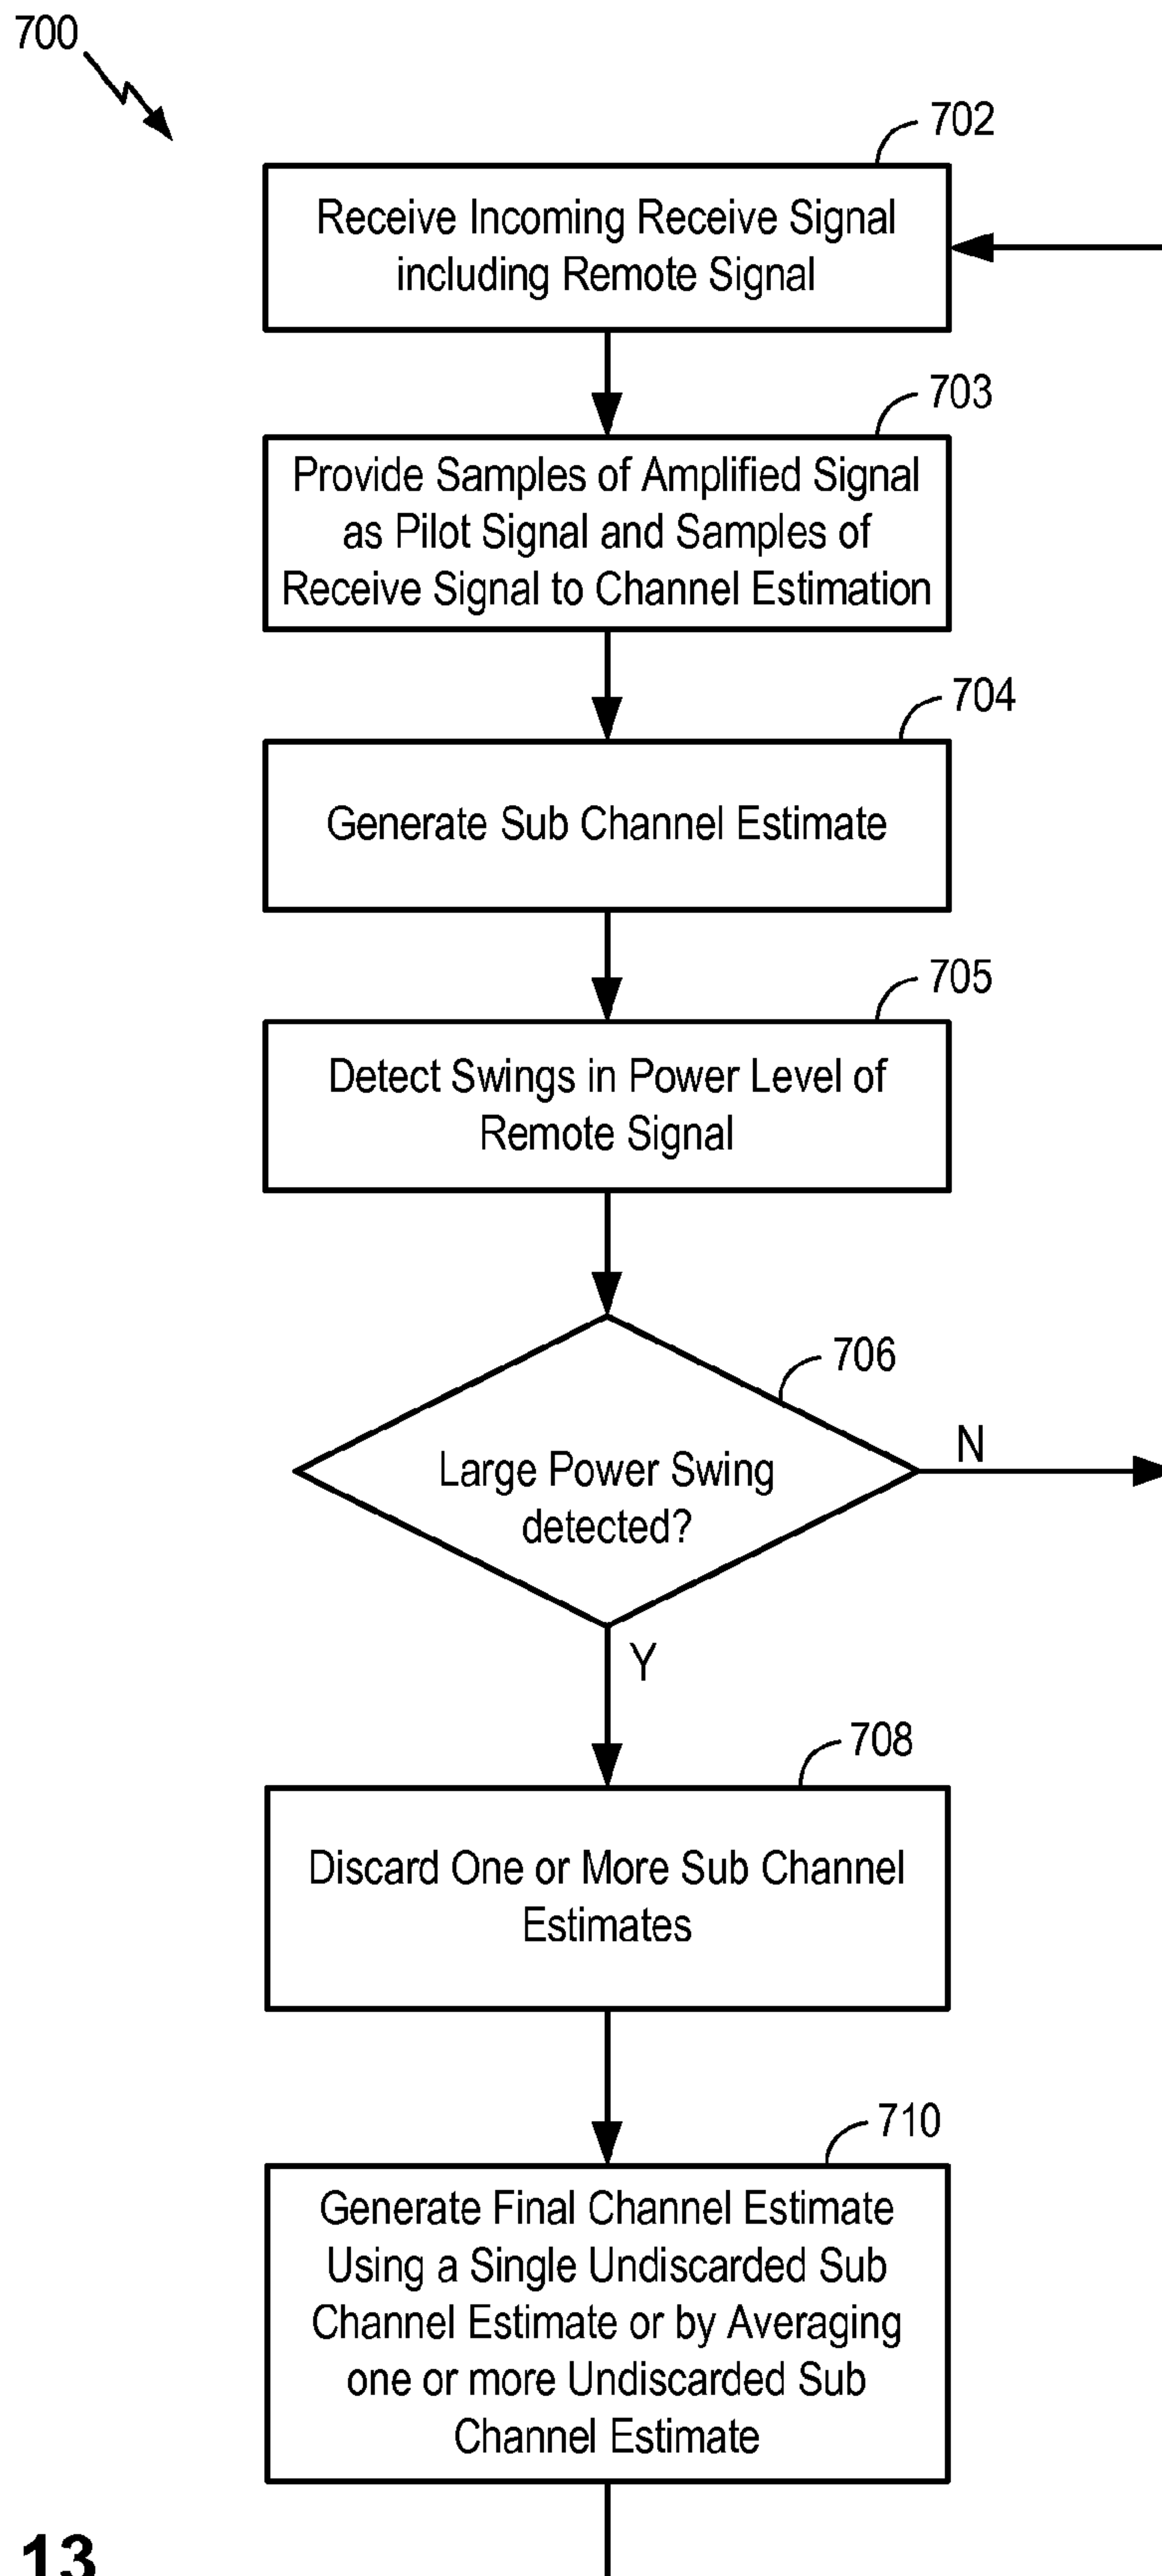 700
702
Receive Incoming Receive Signal
including Remote Signal
703
Provide Samples of Amplified Signal
as Pilot Signal and Samples of
Receive Signal to Channel Estimation
704
Generate Sub Channel Estimate
705
Detect Swings in Power Level of
Remote Signal
706
Large Power Swing
detected?
N
Y
708
Discard One or More Sub Channel
Estimates
710
Generate Final Channel Estimate
Using a Single Undiscarded Sub
Channel Estimate or by Averaging
one or more Undiscarded Sub
Channel Estimate
13